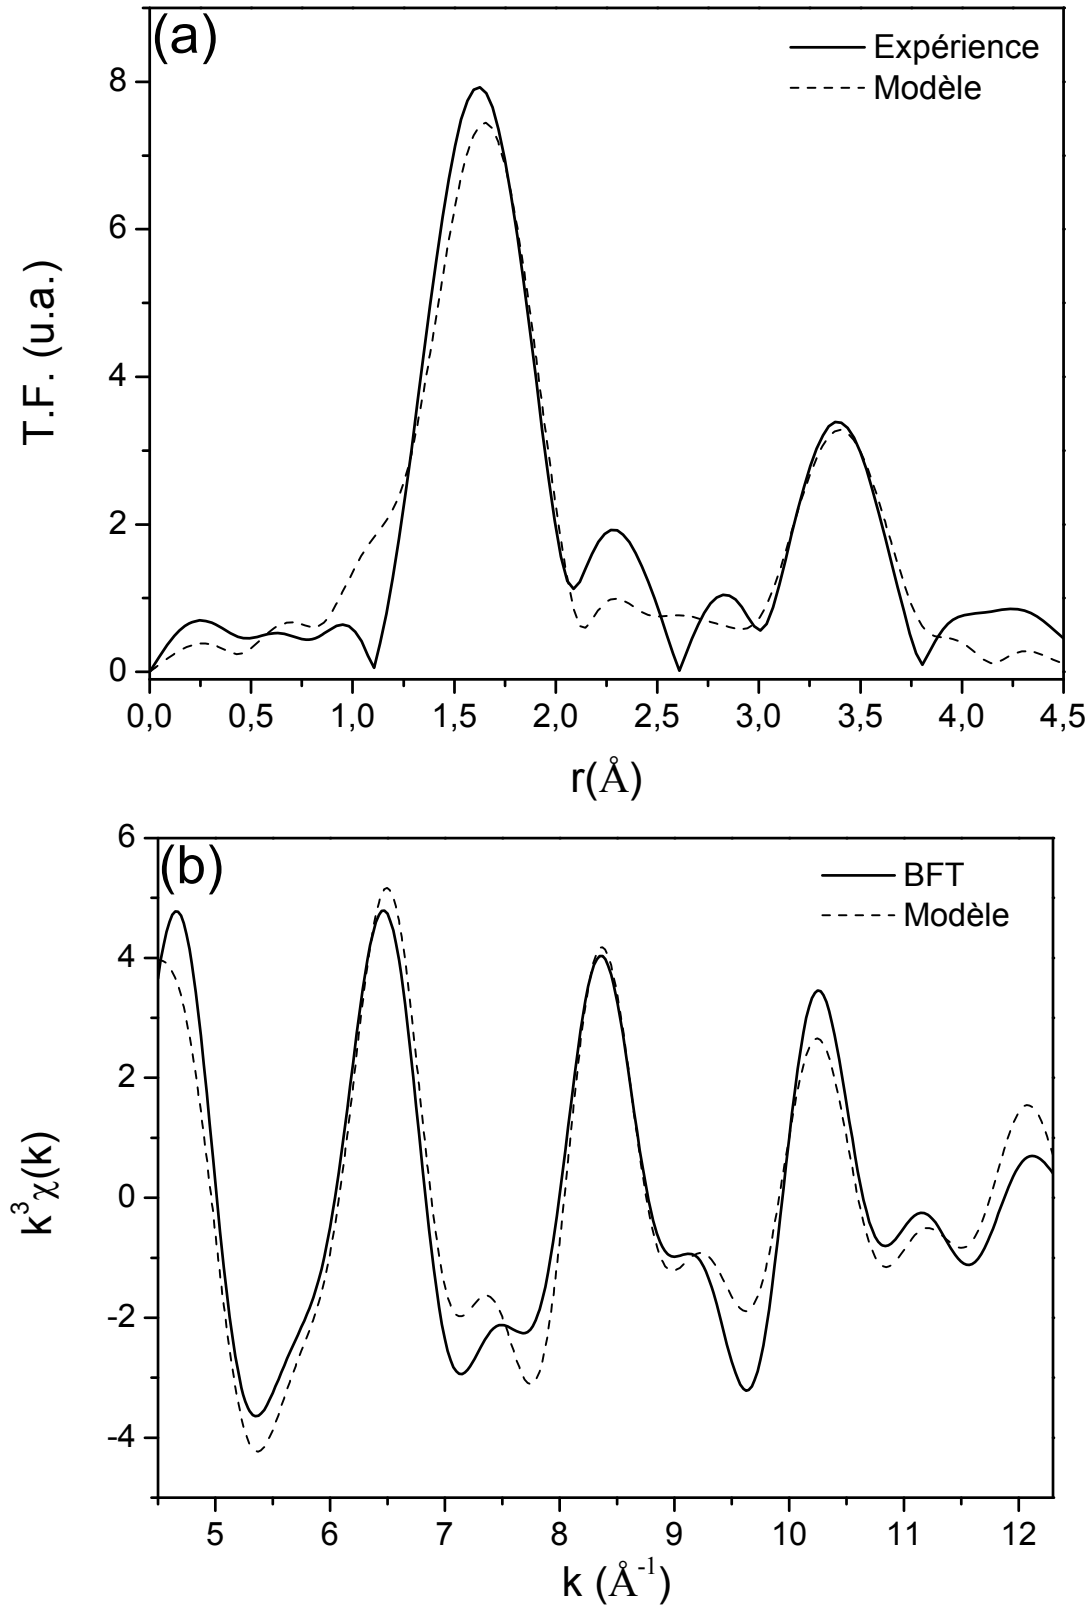 (a)
Expérience
Modèle
8
6
4
2
0
T.F. (u.a.)
0,0 0,5 1,0 1,5 2,0 2,5 3,0 3,5 4,0 4,5
r(Å)
(b)
BFT
Modèle
6
4
2
0
-2
-4
k³χ(k)
5 6 7 8 9 10 11 12
k (Å⁻¹)